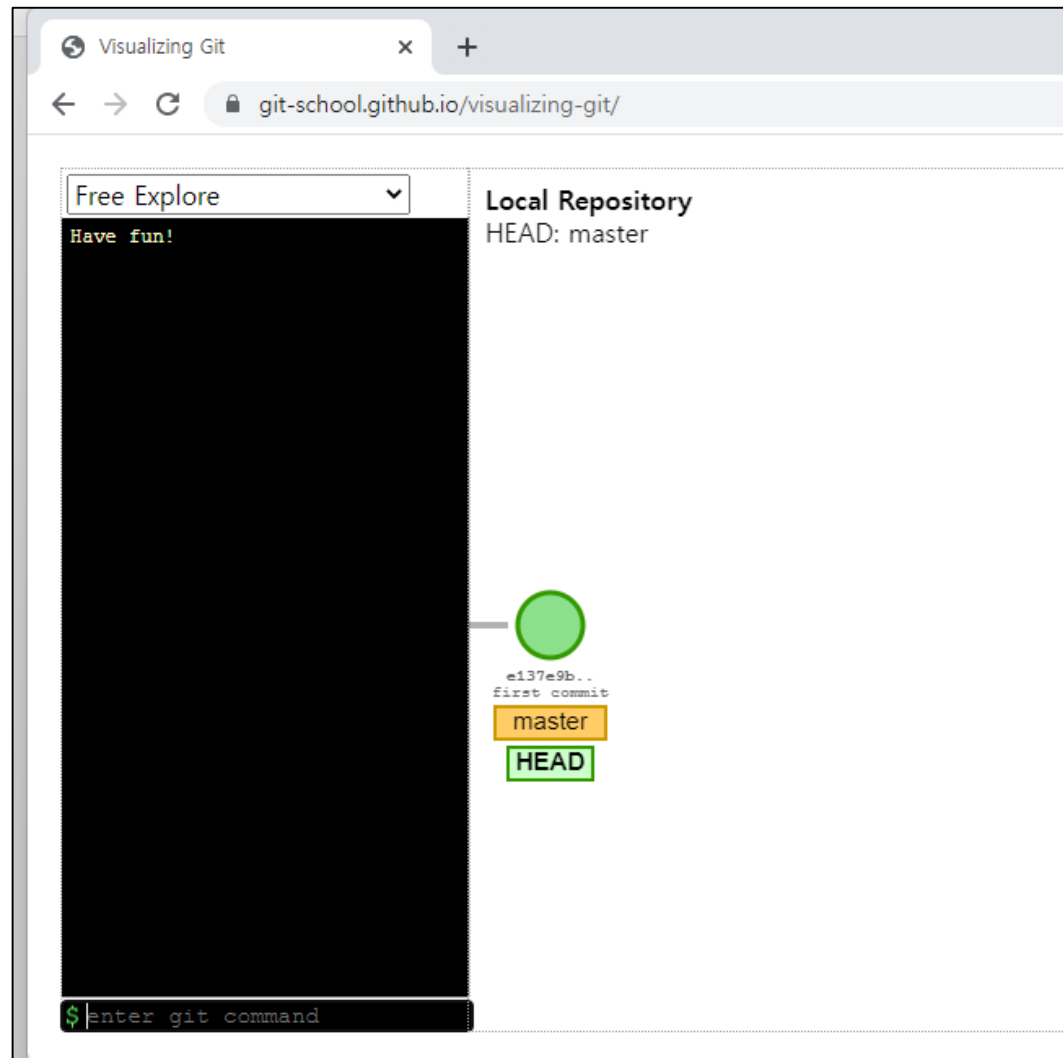 Visualizing Git
git-school.github.io/visualizing-git/
Free Explore
Have fun!
$ enter git command
Local Repository
HEAD: master
e137e9b..
first commit
master
HEAD